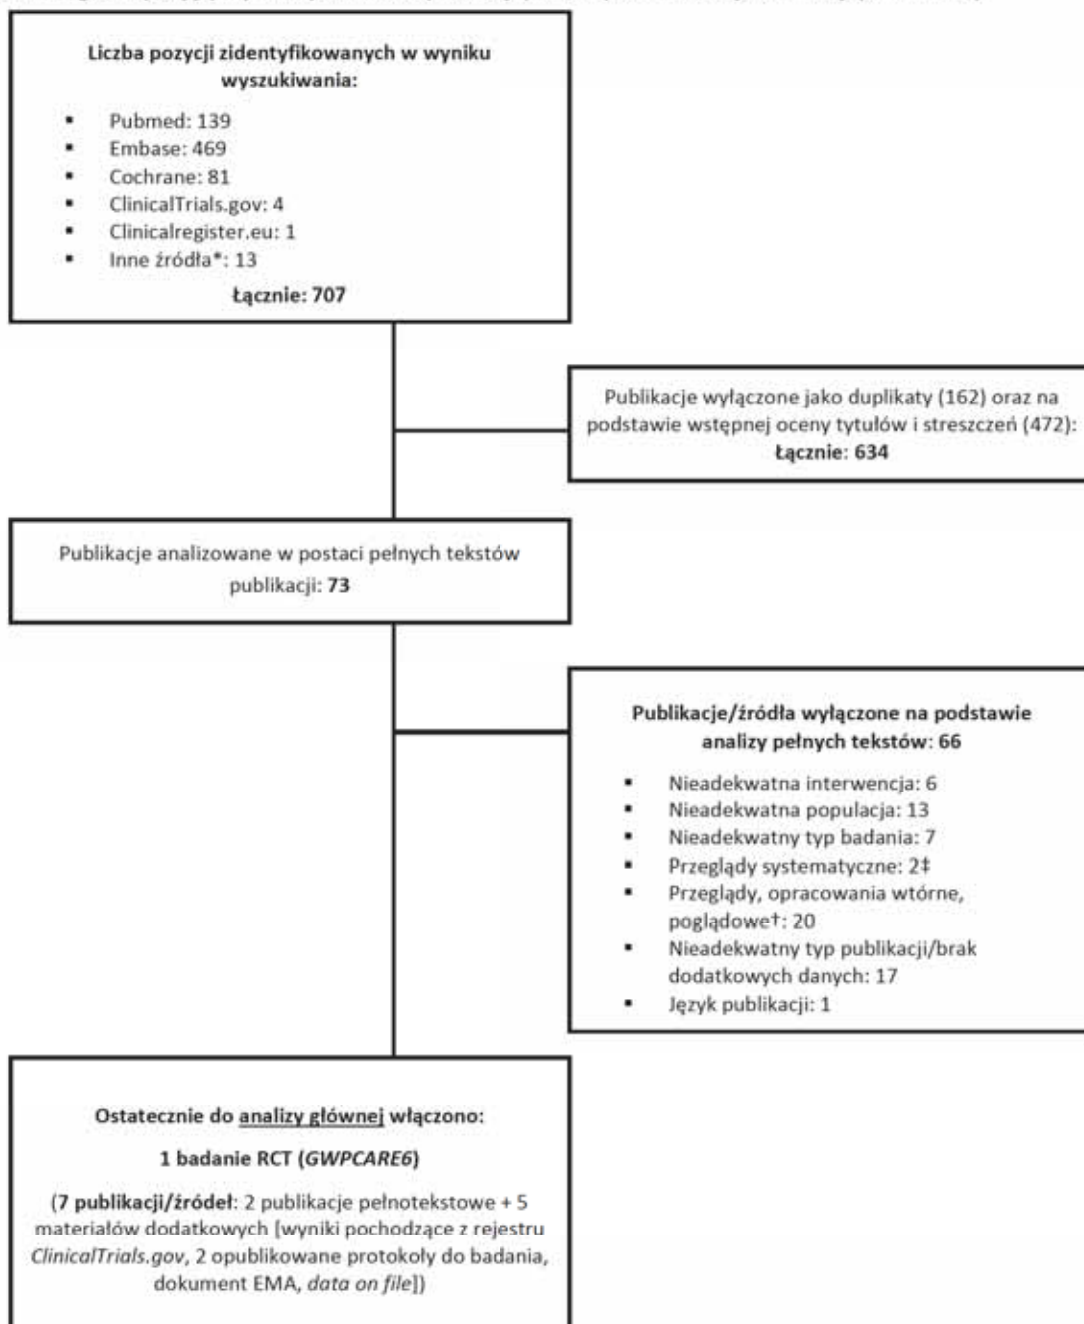 Liczba pozycji zidentyfikowanych w wyniku
wyszukiwania:
▪ Pubmed: 139
▪ Embase: 469
▪ Cochrane: 81
▪ ClinicalTrials.gov: 4
▪ Clinicalregister.eu: 1
▪ Inne źródła*: 13
Łącznie: 707
Publikacje wyłączone jako duplikaty (162) oraz na
podstawie wstępnej oceny tytułów i streszczeń (472):
Łącznie: 634
Publikacje analizowane w postaci pełnych tekstów
publikacji: 73
Publikacje/źródła wyłączone na podstawie
analizy pełnych tekstów: 66
▪ Nieadekwatna interwencja: 6
▪ Nieadekwatna populacja: 13
▪ Nieadekwatny typ badania: 7
▪ Przeglądy systematyczne: 2‡
▪ Przeglądy, opracowania wtórne,
poglądowe†: 20
▪ Nieadekwatny typ publikacji/brak
dodatkowych danych: 17
▪ Język publikacji: 1
Ostatecznie do analizy głównej włączono:
1 badanie RCT (GWPCARE6)
(7 publikacji/źródeł: 2 publikacje pełnotekstowe + 5
materiałów dodatkowych [wyniki pochodzące z rejestru
ClinicalTrials.gov, 2 opublikowane protokoły do badania,
dokument EMA, data on file])